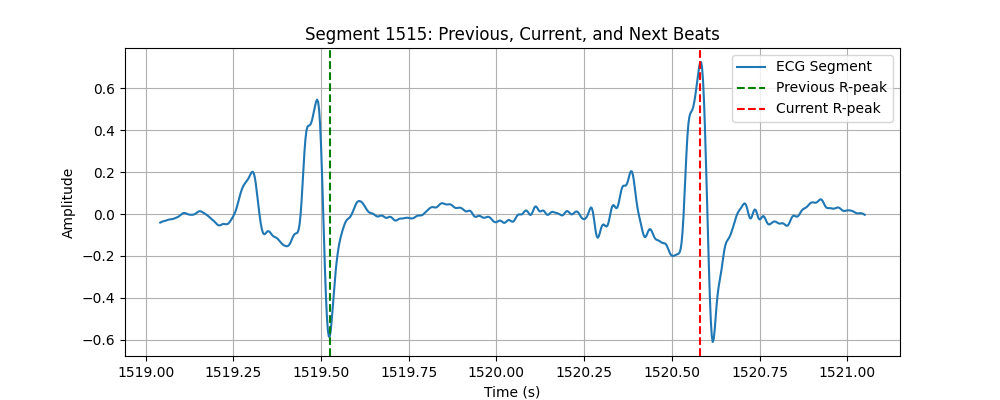 Segment 1515: Previous, Current, and Next Beats
ECG Segment
Previous R-peak
Current R-peak
Amplitude
0.6
0.4
0.2
0.0
−0.2
−0.4
−0.6
1519.00 1519.25 1519.50 1519.75 1520.00 1520.25 1520.50 1520.75 1521.00
Time (s)